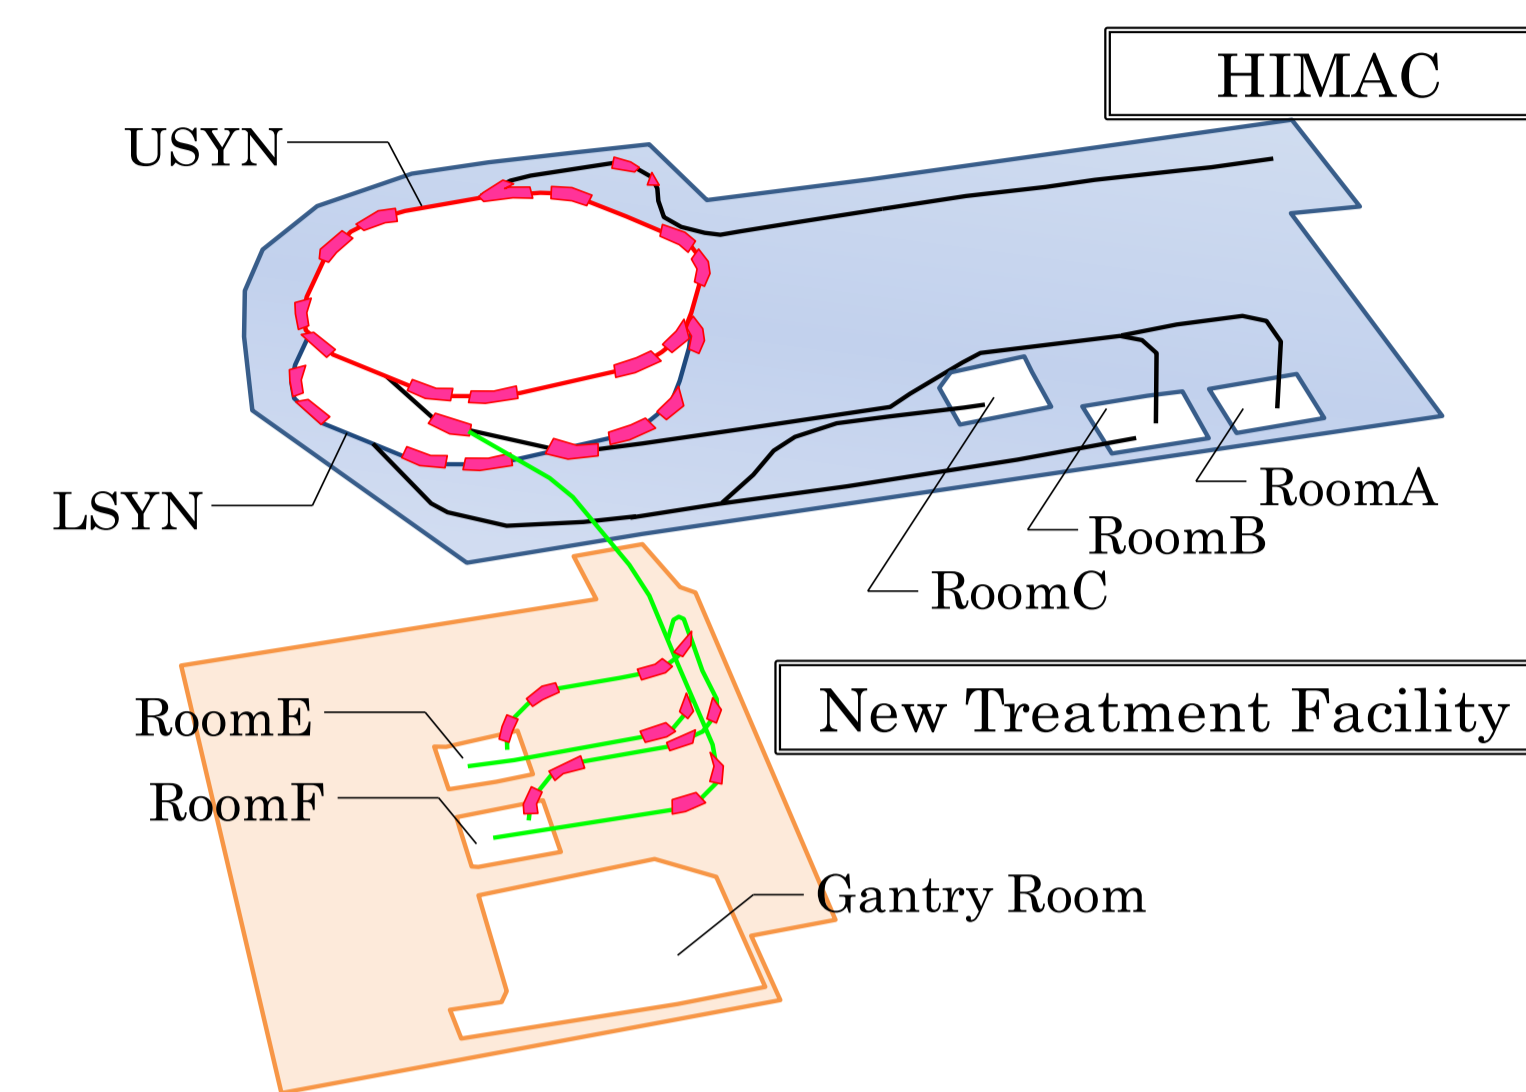 HIMAC
USYN
LSYN
RoomA
RoomB
RoomC
New Treatment Facility
RoomE
RoomF
Gantry Room